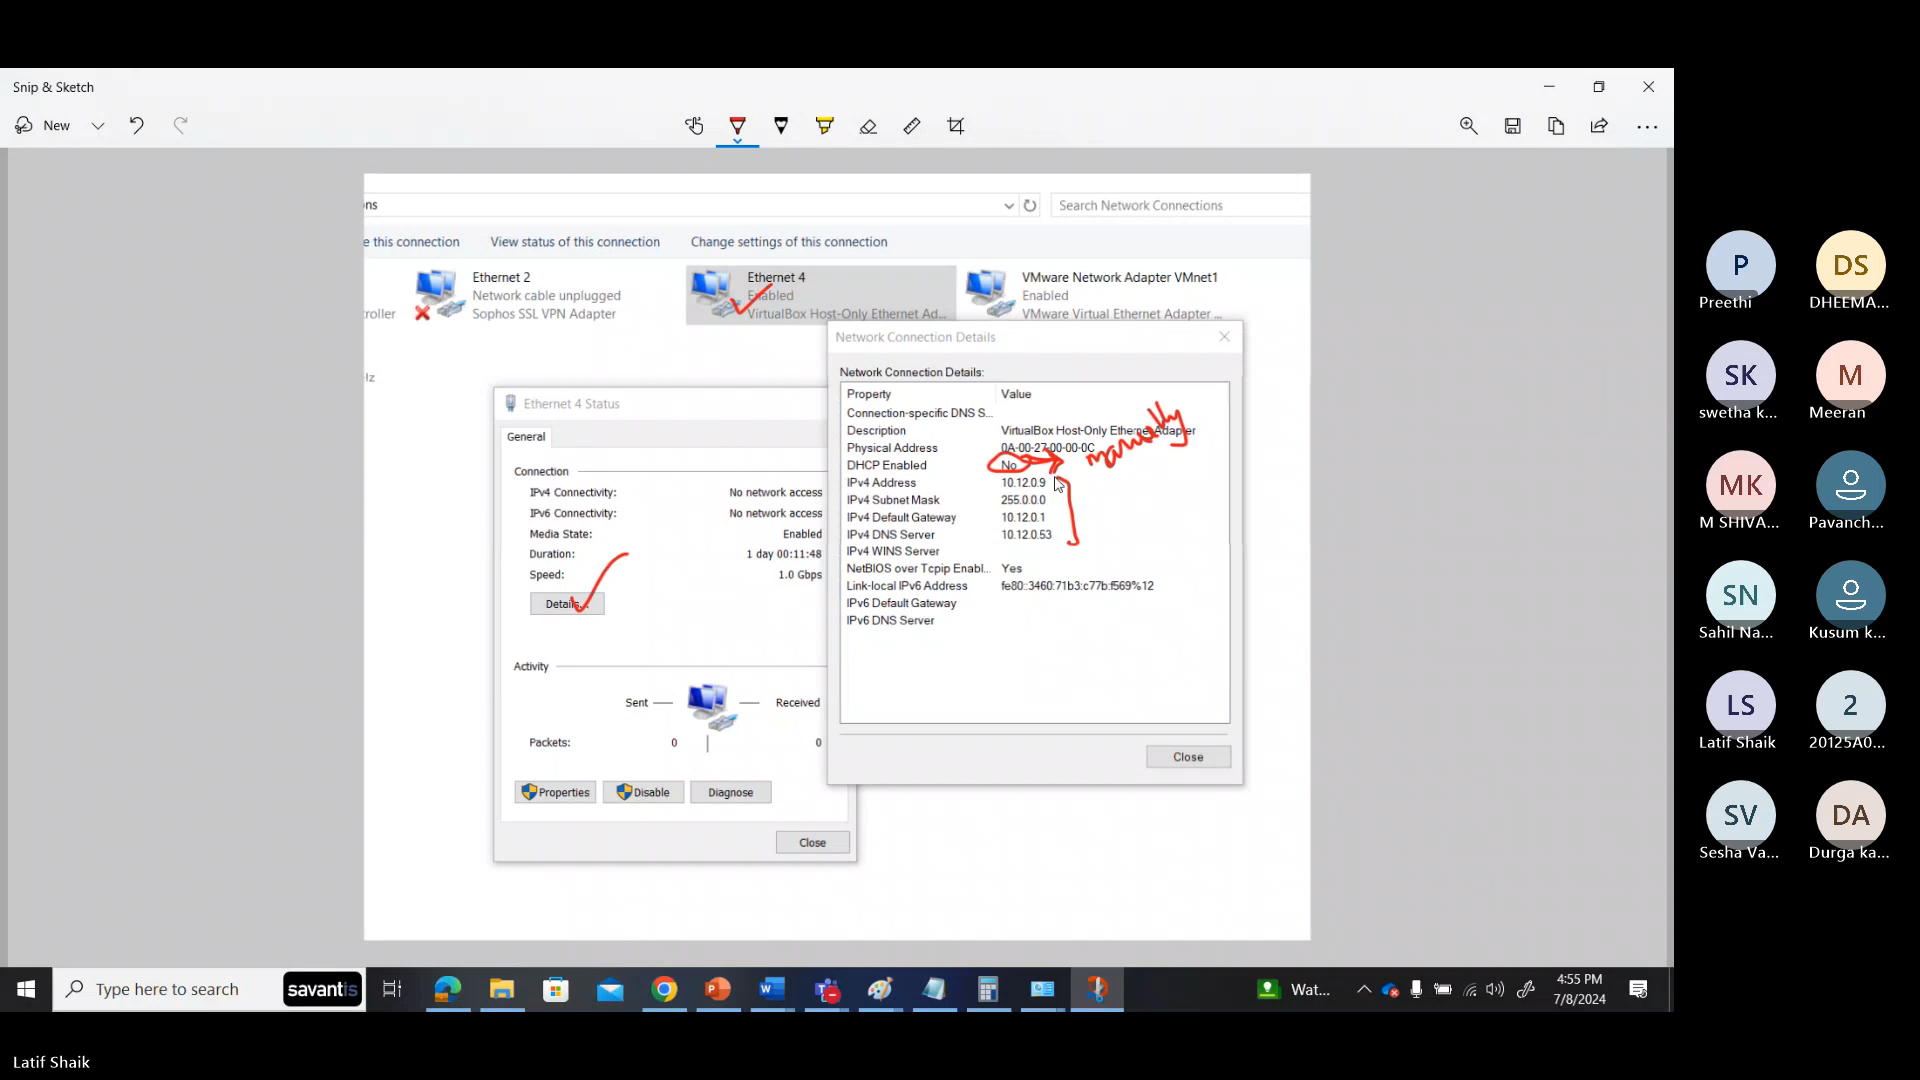 Snip & Sketch
New
ns
Search Network Connections
e this connection View status of this connection Change settings of this connection
Ethernet 2
Network cable unplugged
Sophos SSL VPN Adapter
roller
Ethernet 4
Enabled
VirtualBox Host-Only Ethernet Ad...
VMware Network Adapter VMnet1
Enabled
VMware Virtual Ethernet Adapter ...
Hz
Ethernet 4 Status
General
Connection
IPv4 Connectivity: No network access
IPv6 Connectivity: No network access
Media State: Enabled
Duration: 1 day 00:11:48
Speed: 1.0 Gbps
Details...
Activity
Sent Received
Packets: 0 0
Properties Disable Diagnose
Close
Network Connection Details
Network Connection Details:
Property Value
Connection-specific DNS S...
Description VirtualBox Host-Only Ethernet Adapter
Physical Address 0A-00-27-00-00-0C
DHCP Enabled No
manually
IPv4 Address 10.12.0.9
IPv4 Subnet Mask 255.0.0.0
IPv4 Default Gateway 10.12.0.1
IPv4 DNS Server 10.12.0.53
IPv4 WINS Server
NetBIOS over Tcpip Enabl... Yes
Link-local IPv6 Address fe80::3460:71b3:c77b:f569%12
IPv6 Default Gateway
IPv6 DNS Server
Close
P DS
Preethi DHEEMA...
SK M
swetha k... Meeran
MK
M SHIVA... Pavanch...
SN
Sahil Na... Kusum k...
LS 2
Latif Shaik 20125A0...
SV DA
Sesha Va... Durga ka...
Type here to search savantis
Wat...
4:55 PM
7/8/2024
Latif Shaik